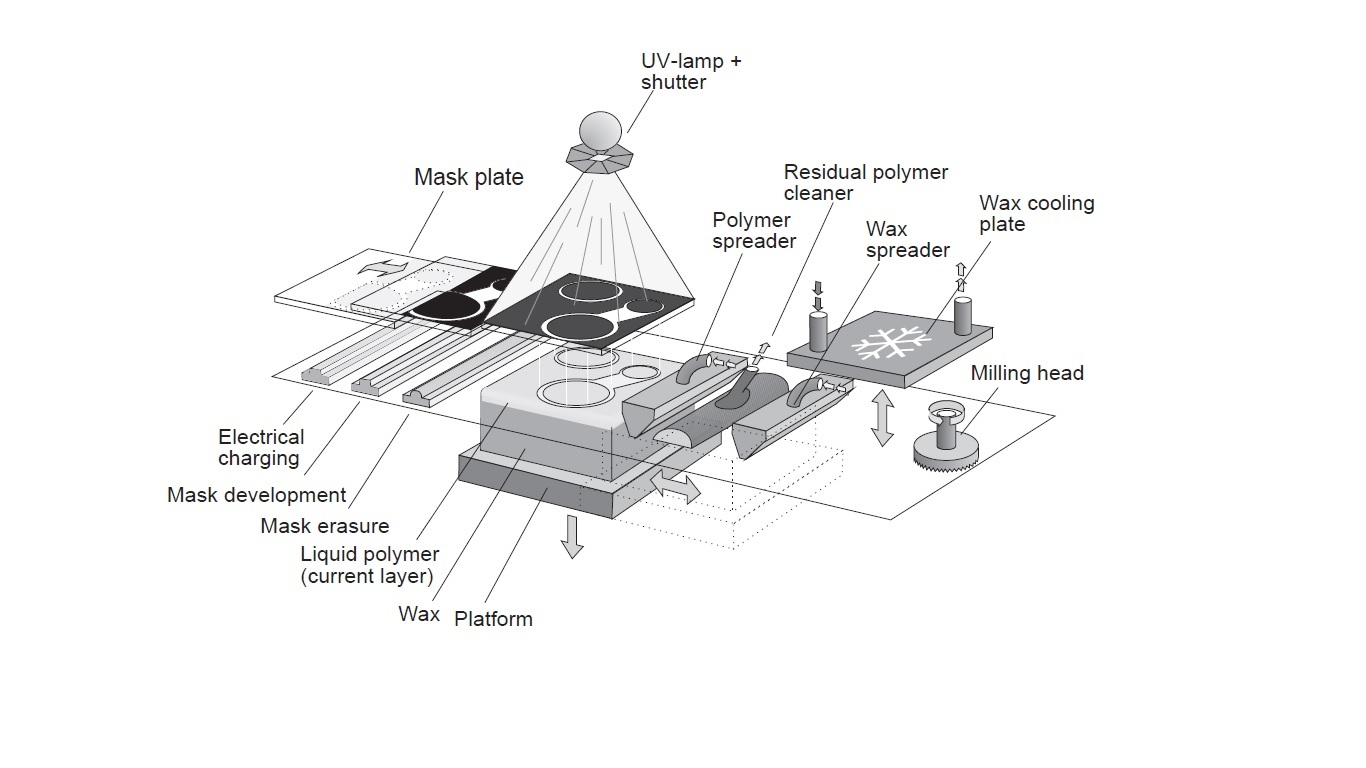 UV-lamp +
shutter
Mask plate
Residual polymer
cleaner
Polymer
spreader
Wax
spreader
Wax cooling
plate
Milling head
Electrical
charging
Mask development
Mask erasure
Liquid polymer
(current layer)
Wax
Platform